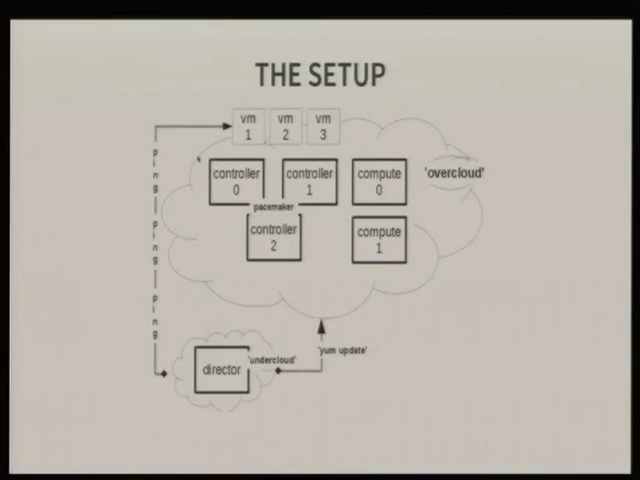 THE SETUP
vm
1
vm
2
vm
3
controller
0
controller
1
compute
0
'overcloud'
pacemaker
controller
2
compute
1
ping
ping
ping
director
'undercloud'
'yum update'